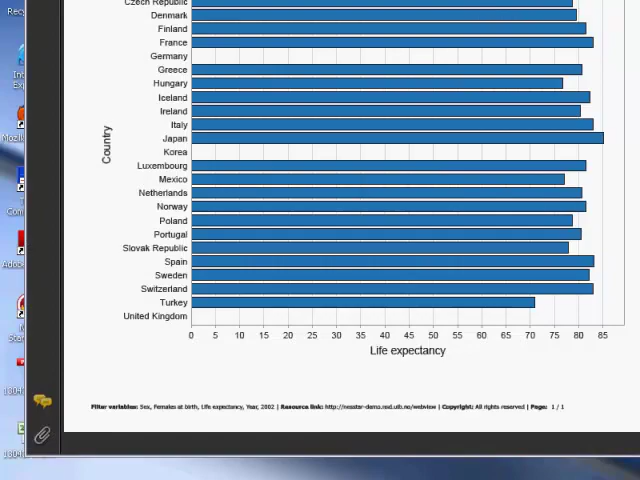 Czech Republic
Denmark
Finland
France
Germany
Greece
Hungary
Iceland
Ireland
Italy
Japan
Korea
Luxembourg
Mexico
Netherlands
Norway
Poland
Portugal
Slovak Republic
Spain
Sweden
Switzerland
Turkey
United Kingdom
Country
0 5 10 15 20 25 30 35 40 45 50 55 60 65 70 75 80 85
Life expectancy
Filter variables: Sex, Females at birth, Life expectancy, Year, 2002 | Resource link: http://nesstar-demo.nsd.uib.no/webview | Copyright: All rights reserved | Page: 1 / 1